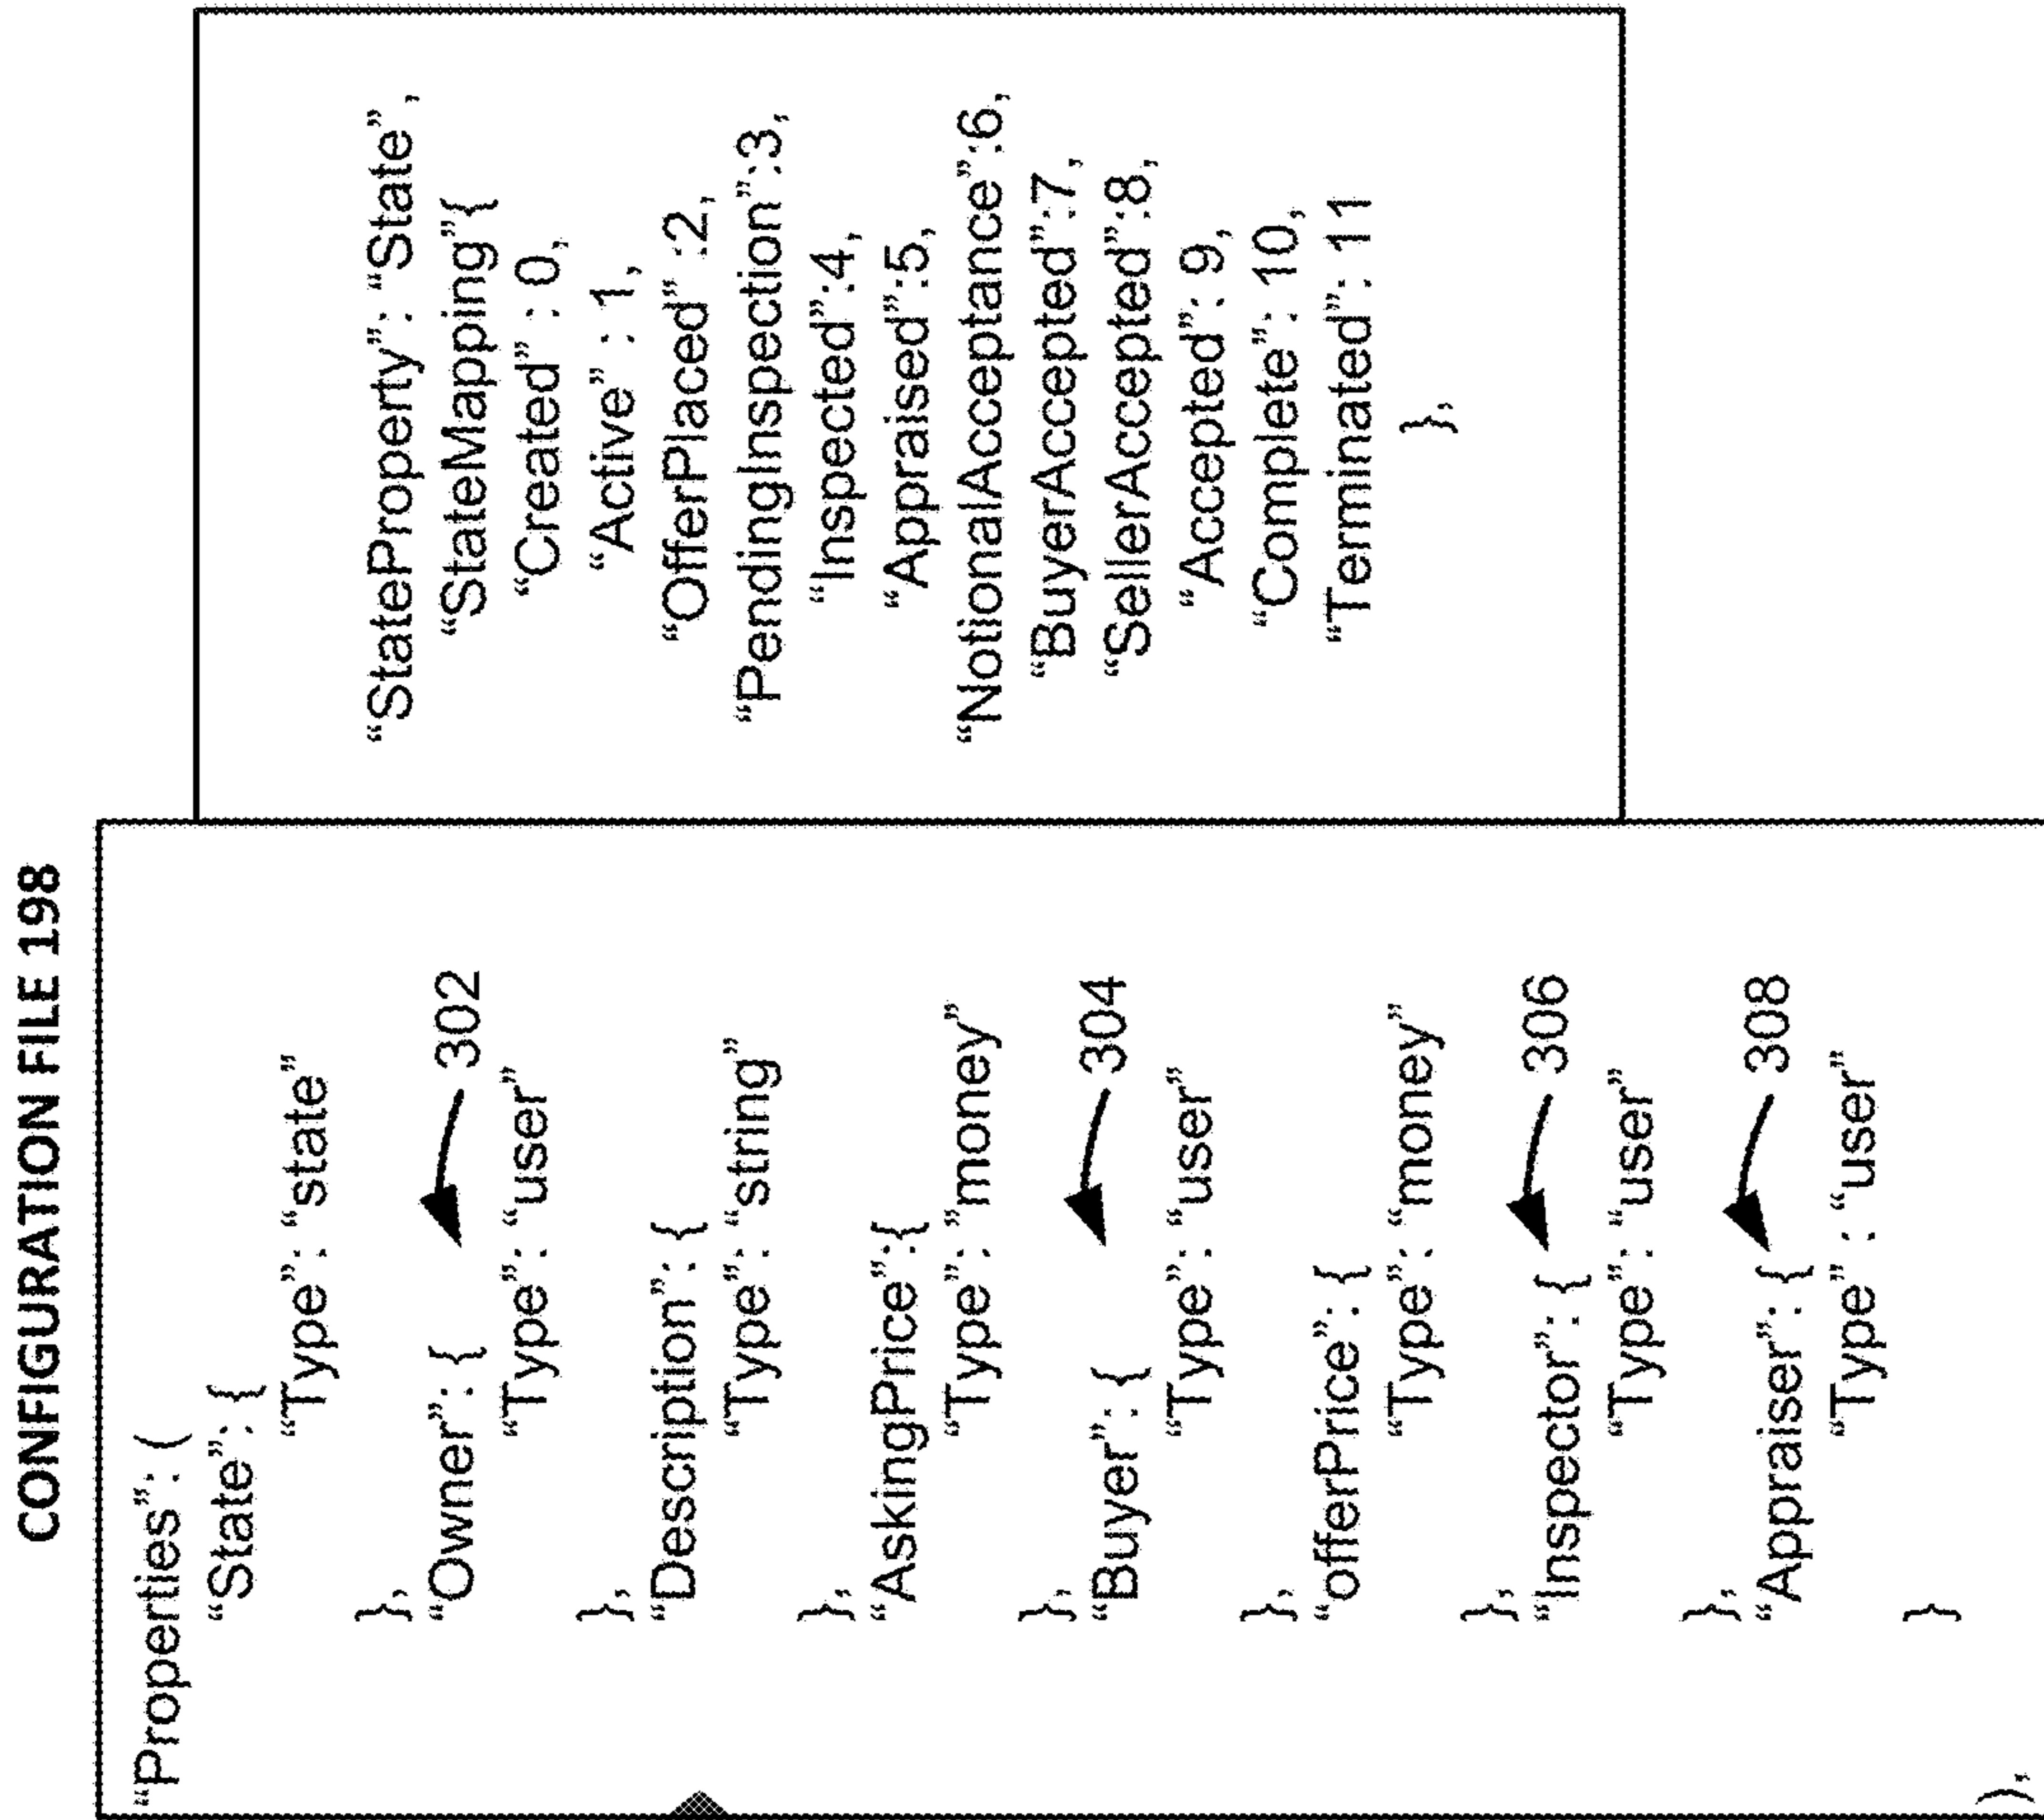 CONFIGURATION FILE 198
“Properties”: (
“State”: {
“Type”: “state”
},
“Owner”: { 302
“Type”: “user”
},
“Description”: {
“Type”: “string”
},
“AskingPrice”:{
“Type”: ”money”
},
“Buyer”: { 304
“Type”: “user”
},
“offerPrice”: {
“Type”: “money”
},
“Inspector”: { 306
“Type”: “user”
},
“Appraiser”: { 308
“Type” : “user”
}
),
“StateProperty”: “State”,
“StateMapping”{
“Created” : 0,
“Active” : 1,
“OfferPlaced” :2,
“PendingInspection”:3,
“Inspected”:4,
“Appraised”:5,
“NotionalAcceptance”:6,
“BuyerAccepted”:7,
“SellerAccepted”:8,
“Accepted”: 9,
“Complete”: 10,
“Terminated”: 11
},